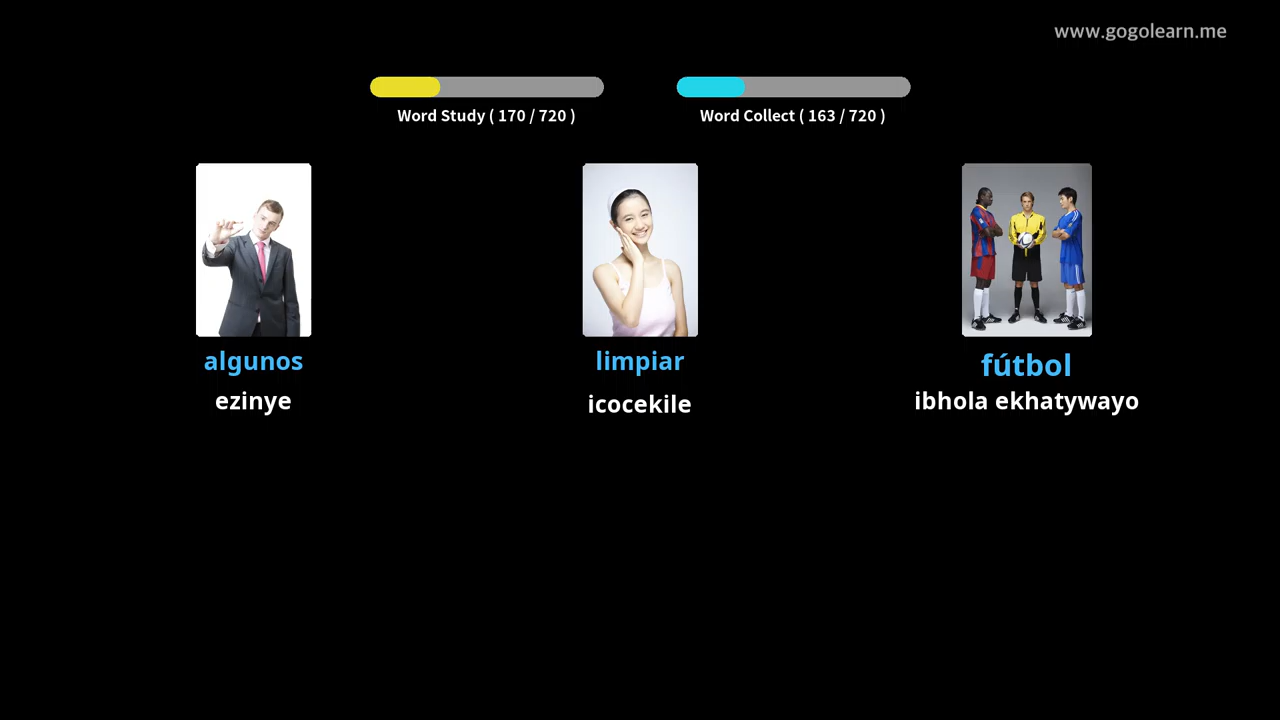 www.gogolearn.me
Word Study ( 170 / 720 )
Word Collect ( 163 / 720 )
algunos
ezinye
limpiar
icocekile
fútbol
ibhola ekhatywayo